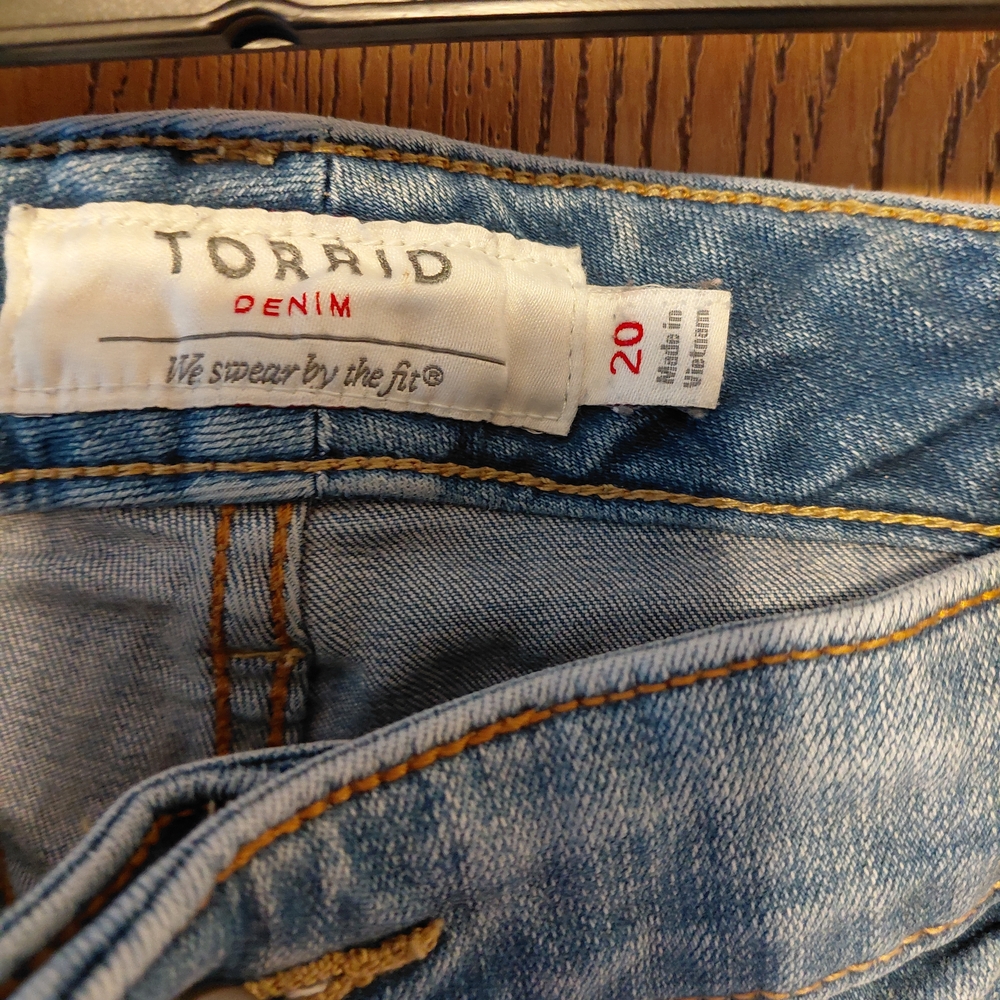 TORRID
DENIM
We swear by the fit®
20
Made in
Vietnam